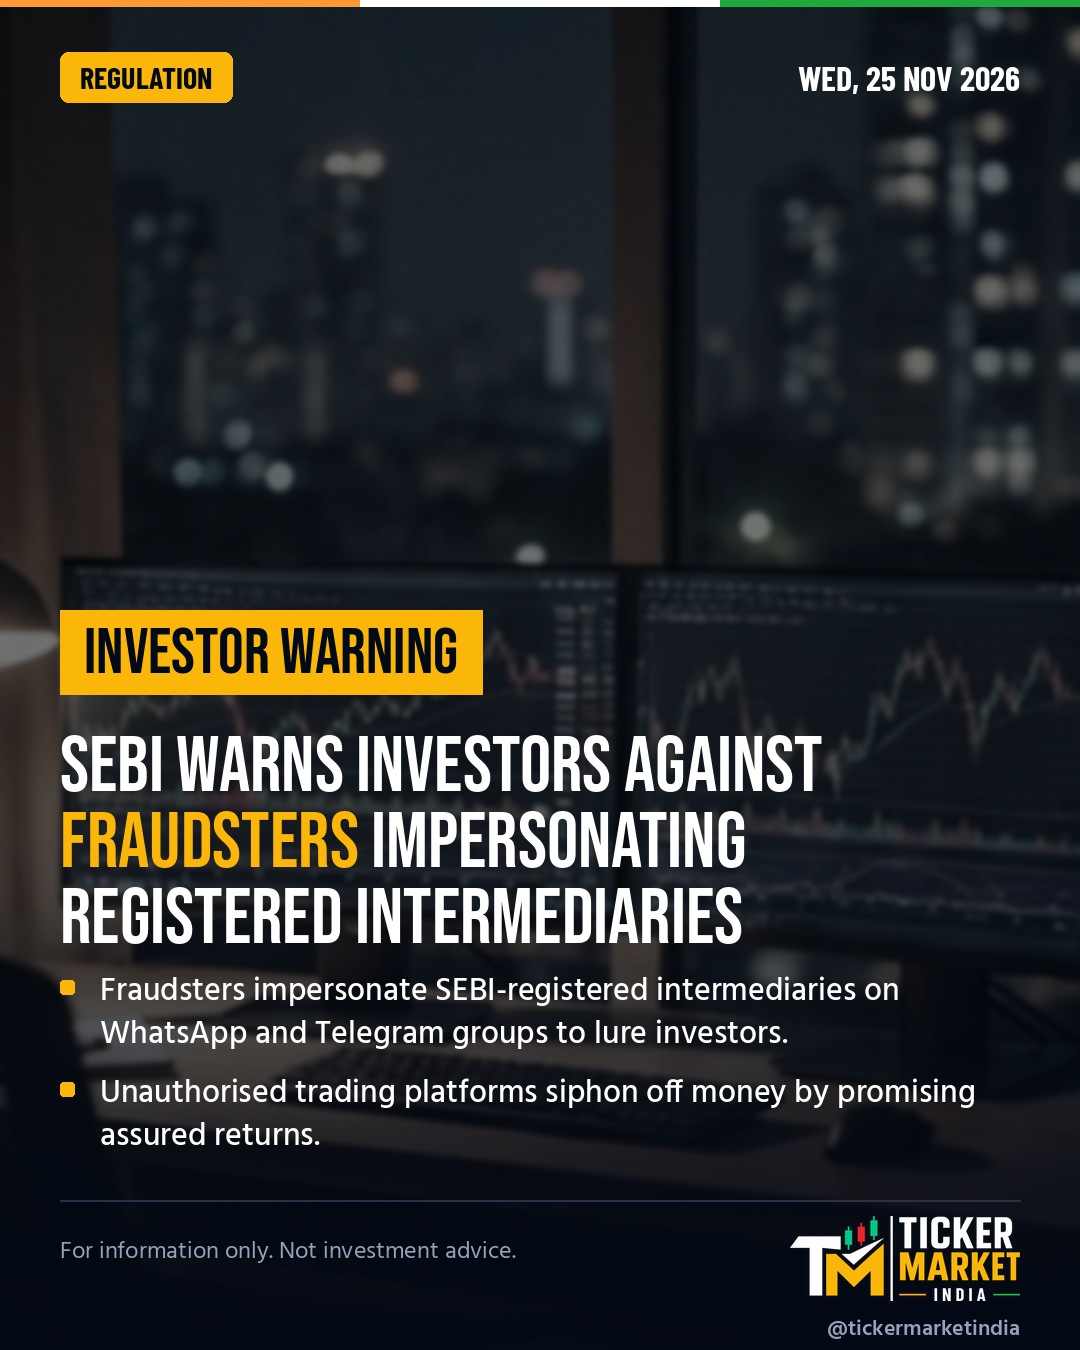 REGULATION
WED, 25 NOV 2026
INVESTOR WARNING
SEBI WARNS INVESTORS AGAINST
FRAUDSTERS IMPERSONATING
REGISTERED INTERMEDIARIES
Fraudsters impersonate SEBI-registered intermediaries on
WhatsApp and Telegram groups to lure investors.
Unauthorised trading platforms siphon off money by promising
assured returns.
For information only. Not investment advice.
TM
TICKER
MARKET
INDIA
@tickermarketindia